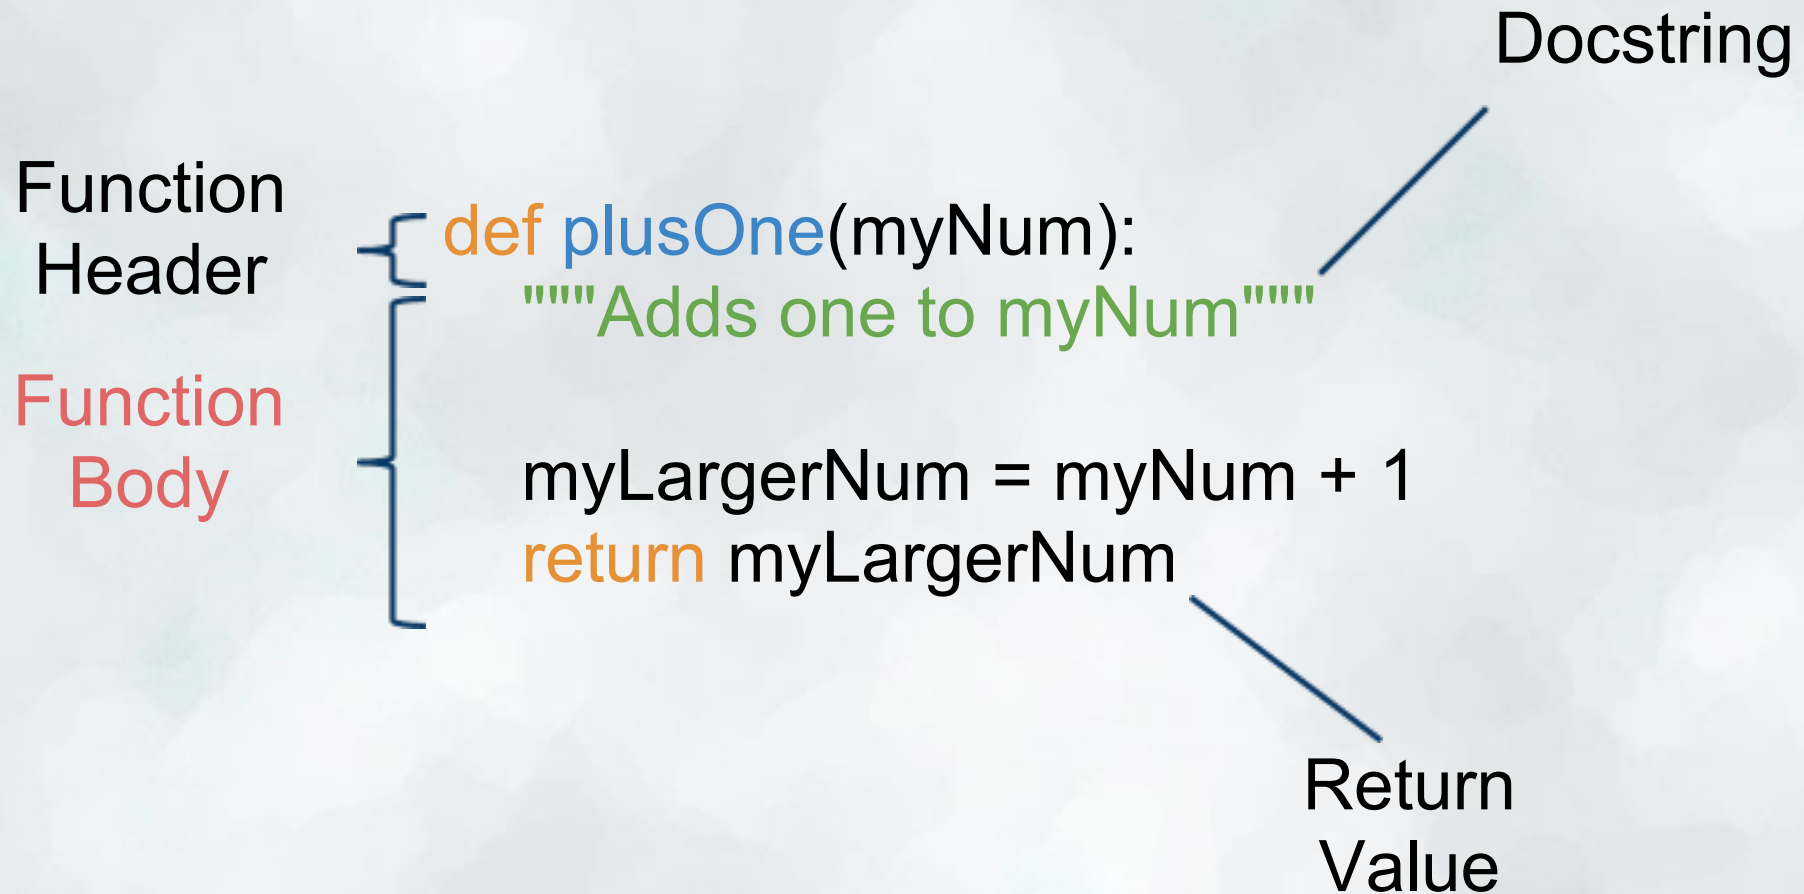 Docstring
Function
Header
def plusOne(myNum):
"""Adds one to myNum"""
Function
Body
myLargerNum = myNum + 1
return myLargerNum
Return
Value